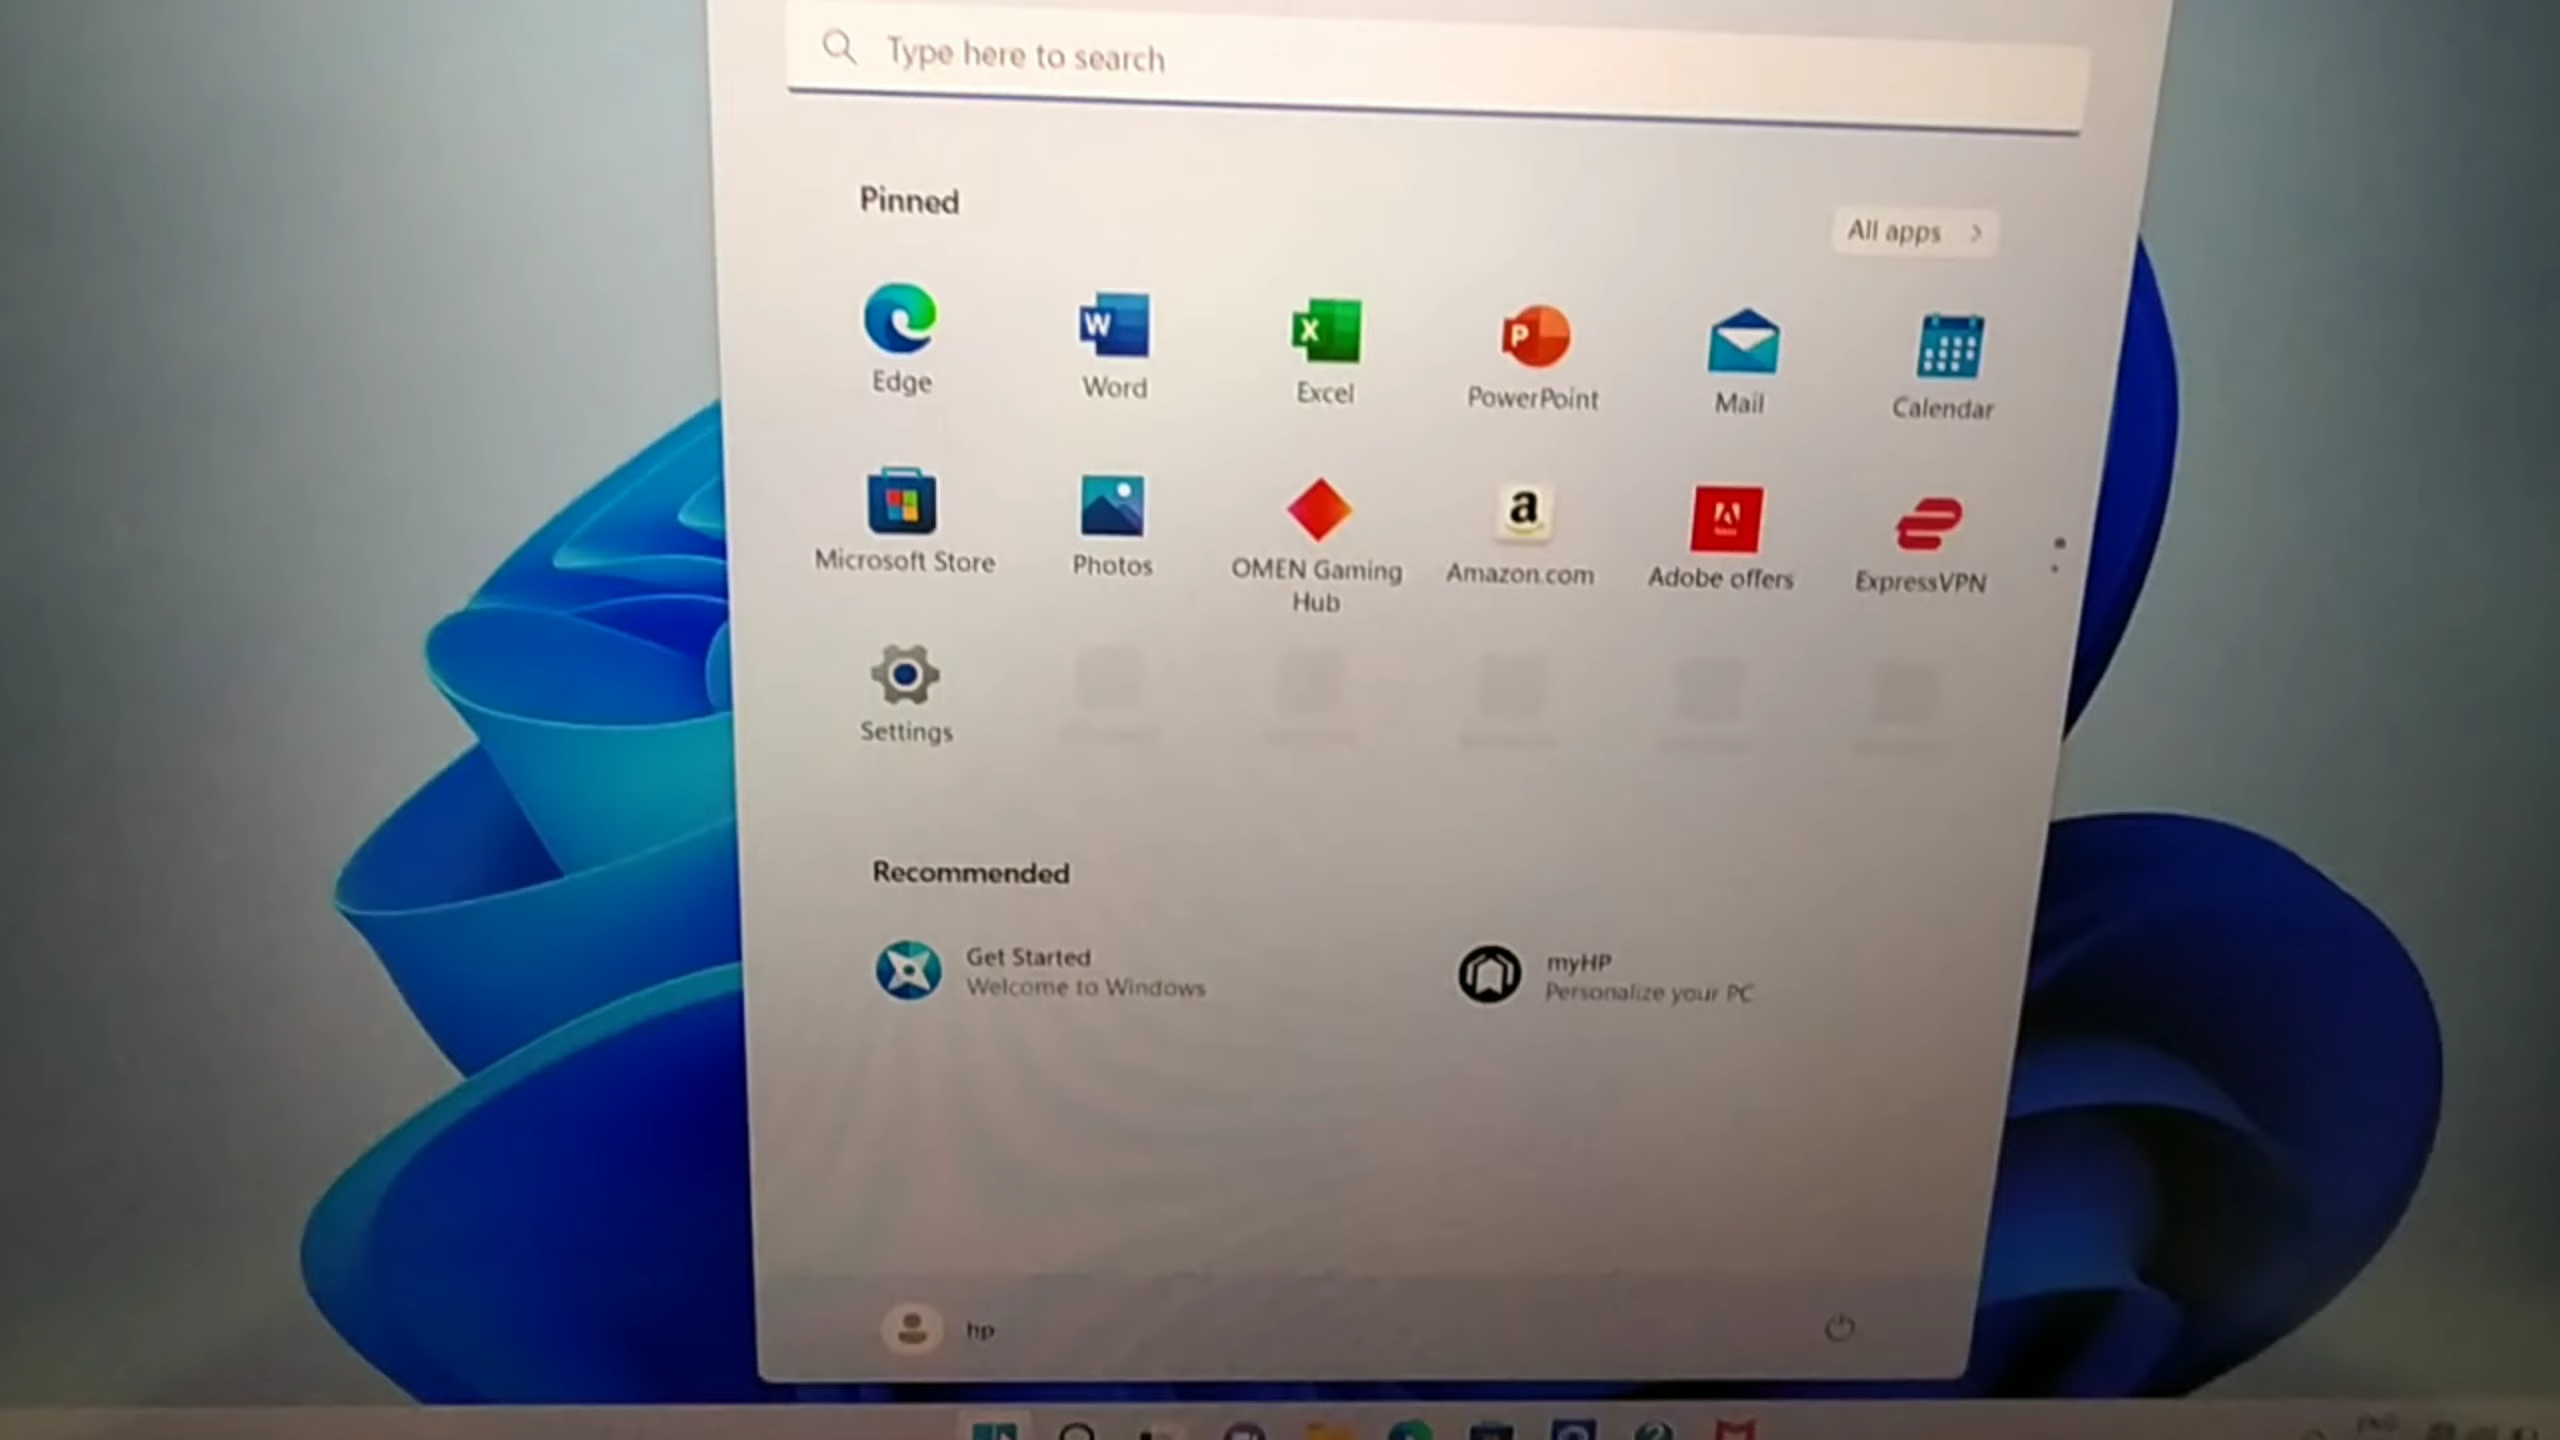 Type here to search
Pinned
All apps
Edge
Word
Excel
PowerPoint
Mail
Calendar
Microsoft Store
Photos
OMEN Gaming
Hub
Amazon.com
Adobe offers
ExpressVPN
Settings
Recommended
Get Started
Welcome to Windows
myHP
Personalize your PC
hp
ENG